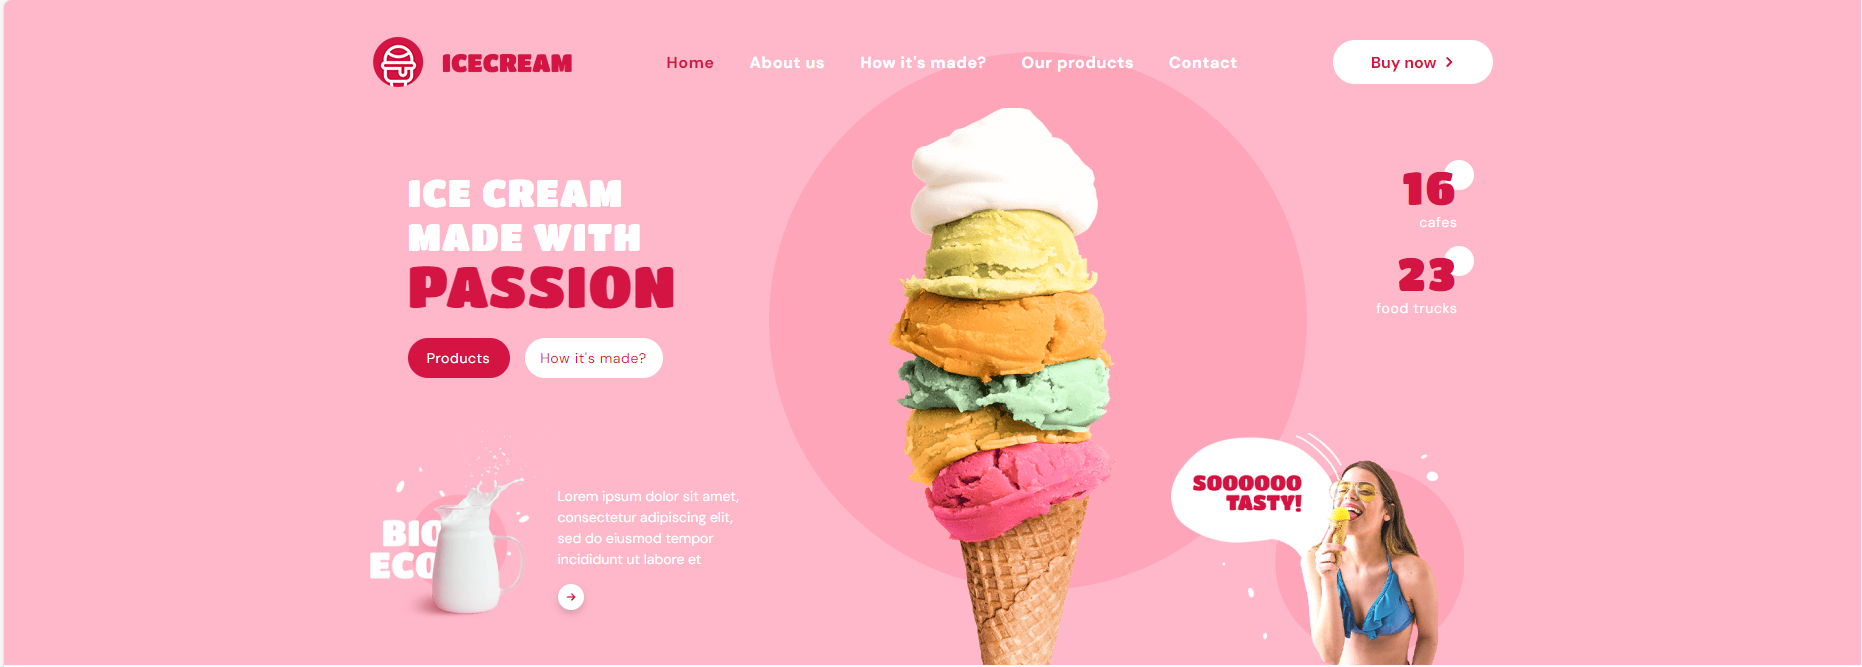 ICECREAM
Home
About us
How it's made?
Our products
Contact
Buy now
ICE CREAM
MADE WITH
PASSION
Products
How it's made?
16
cafes
23
food trucks
BIO
ECO
Lorem ipsum dolor sit amet,
consectetur adipiscing elit,
sed do eiusmod tempor
incididunt ut labore et
SOOOOOO
TASTY!